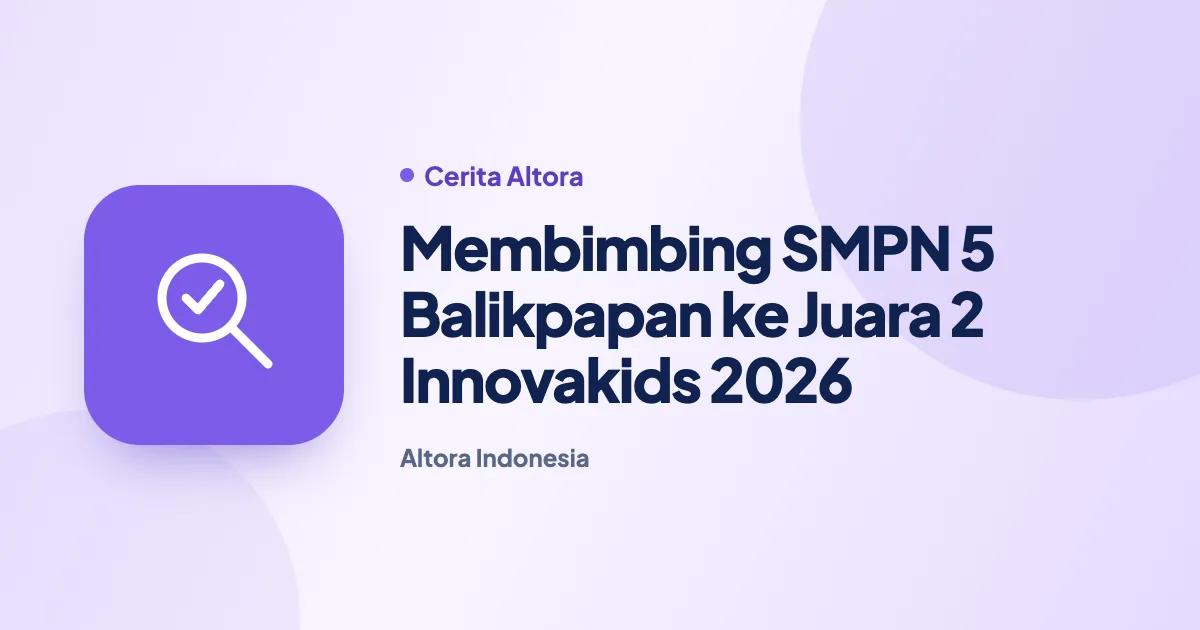 Cerita Altora
Membimbing SMPN 5
Balikpapan ke Juara 2
Innovakids 2026
Altora Indonesia